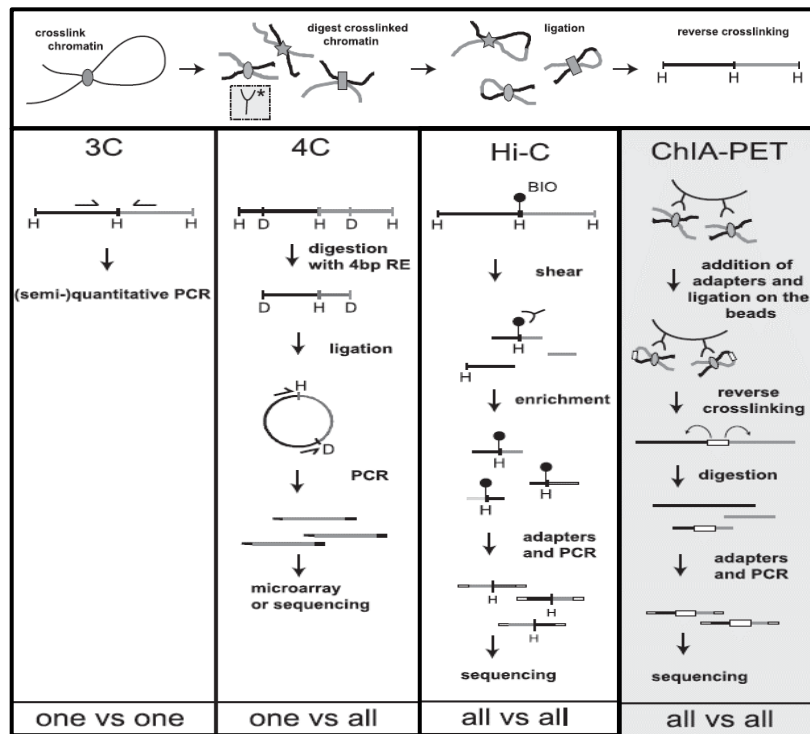 crosslink
chromatin
digest crosslinked
chromatin
ligation
reverse crosslinking
*
H H H
3C
H H H
(semi-)quantitative PCR
one vs one
4C
H D H D H
digestion
with 4bp RE
D H D
ligation
H
D
PCR
microarray
or sequencing
one vs all
Hi-C
BIO
H H H
shear
H
H
enrichment
H
H
H
adapters
and PCR
H
H
H
sequencing
all vs all
ChIA-PET
addition of
adapters and
ligation on the
beads
reverse
crosslinking
digestion
adapters
and PCR
sequencing
all vs all